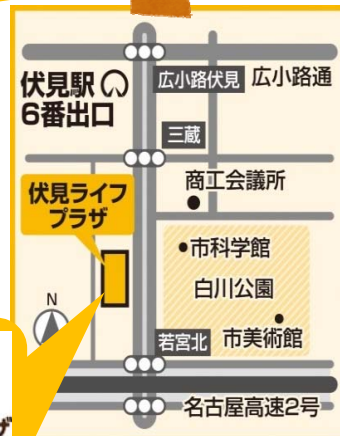 伏見駅
6番出口
広小路伏見
広小路通
三蔵
商工会議所
伏見ライフ
プラザ
市科学館
白川公園
N
若宮北
市美術館
名古屋高速2号
ザ